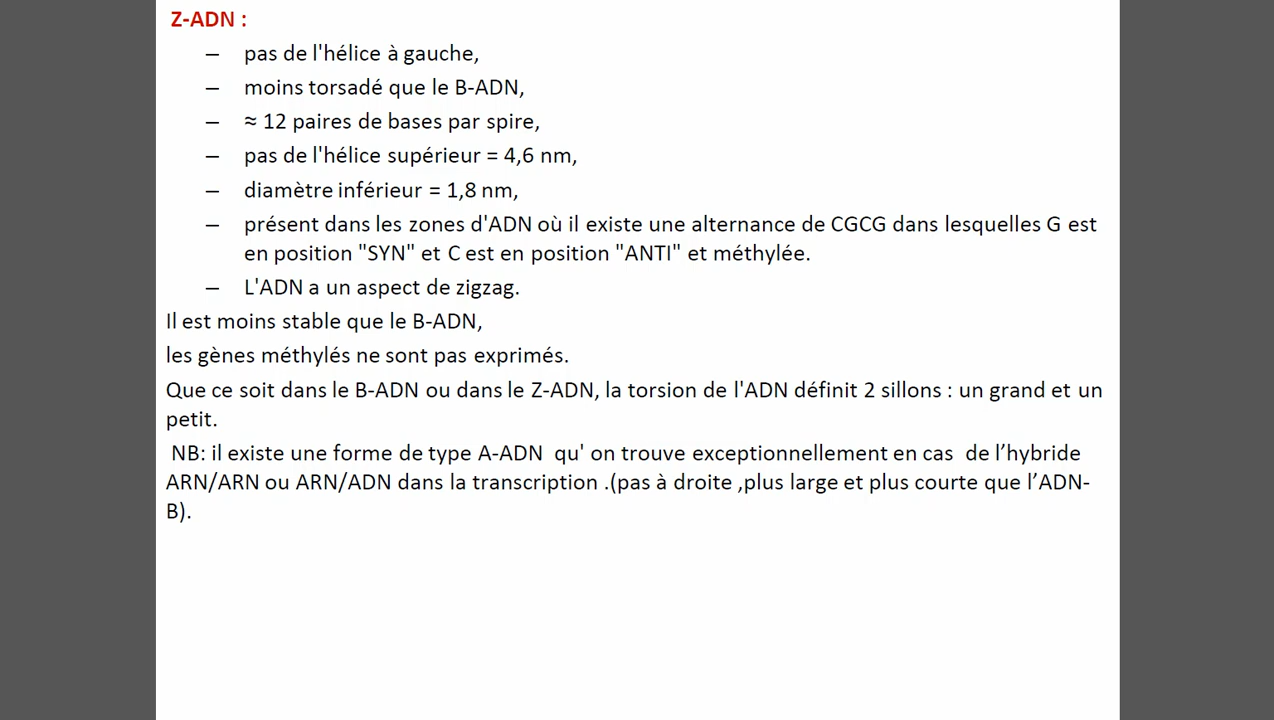 Z-ADN :
– pas de l'hélice à gauche,
– moins torsadé que le B-ADN,
– ≈ 12 paires de bases par spire,
– pas de l'hélice supérieur = 4,6 nm,
– diamètre inférieur = 1,8 nm,
– présent dans les zones d'ADN où il existe une alternance de CGCG dans lesquelles G est
en position "SYN" et C est en position "ANTI" et méthylée.
– L'ADN a un aspect de zigzag.
Il est moins stable que le B-ADN,
les gènes méthylés ne sont pas exprimés.
Que ce soit dans le B-ADN ou dans le Z-ADN, la torsion de l'ADN définit 2 sillons : un grand et un
petit.
NB: il existe une forme de type A-ADN qu' on trouve exceptionnellement en cas de l’hybride
ARN/ARN ou ARN/ADN dans la transcription .(pas à droite ,plus large et plus courte que l’ADN-
B).